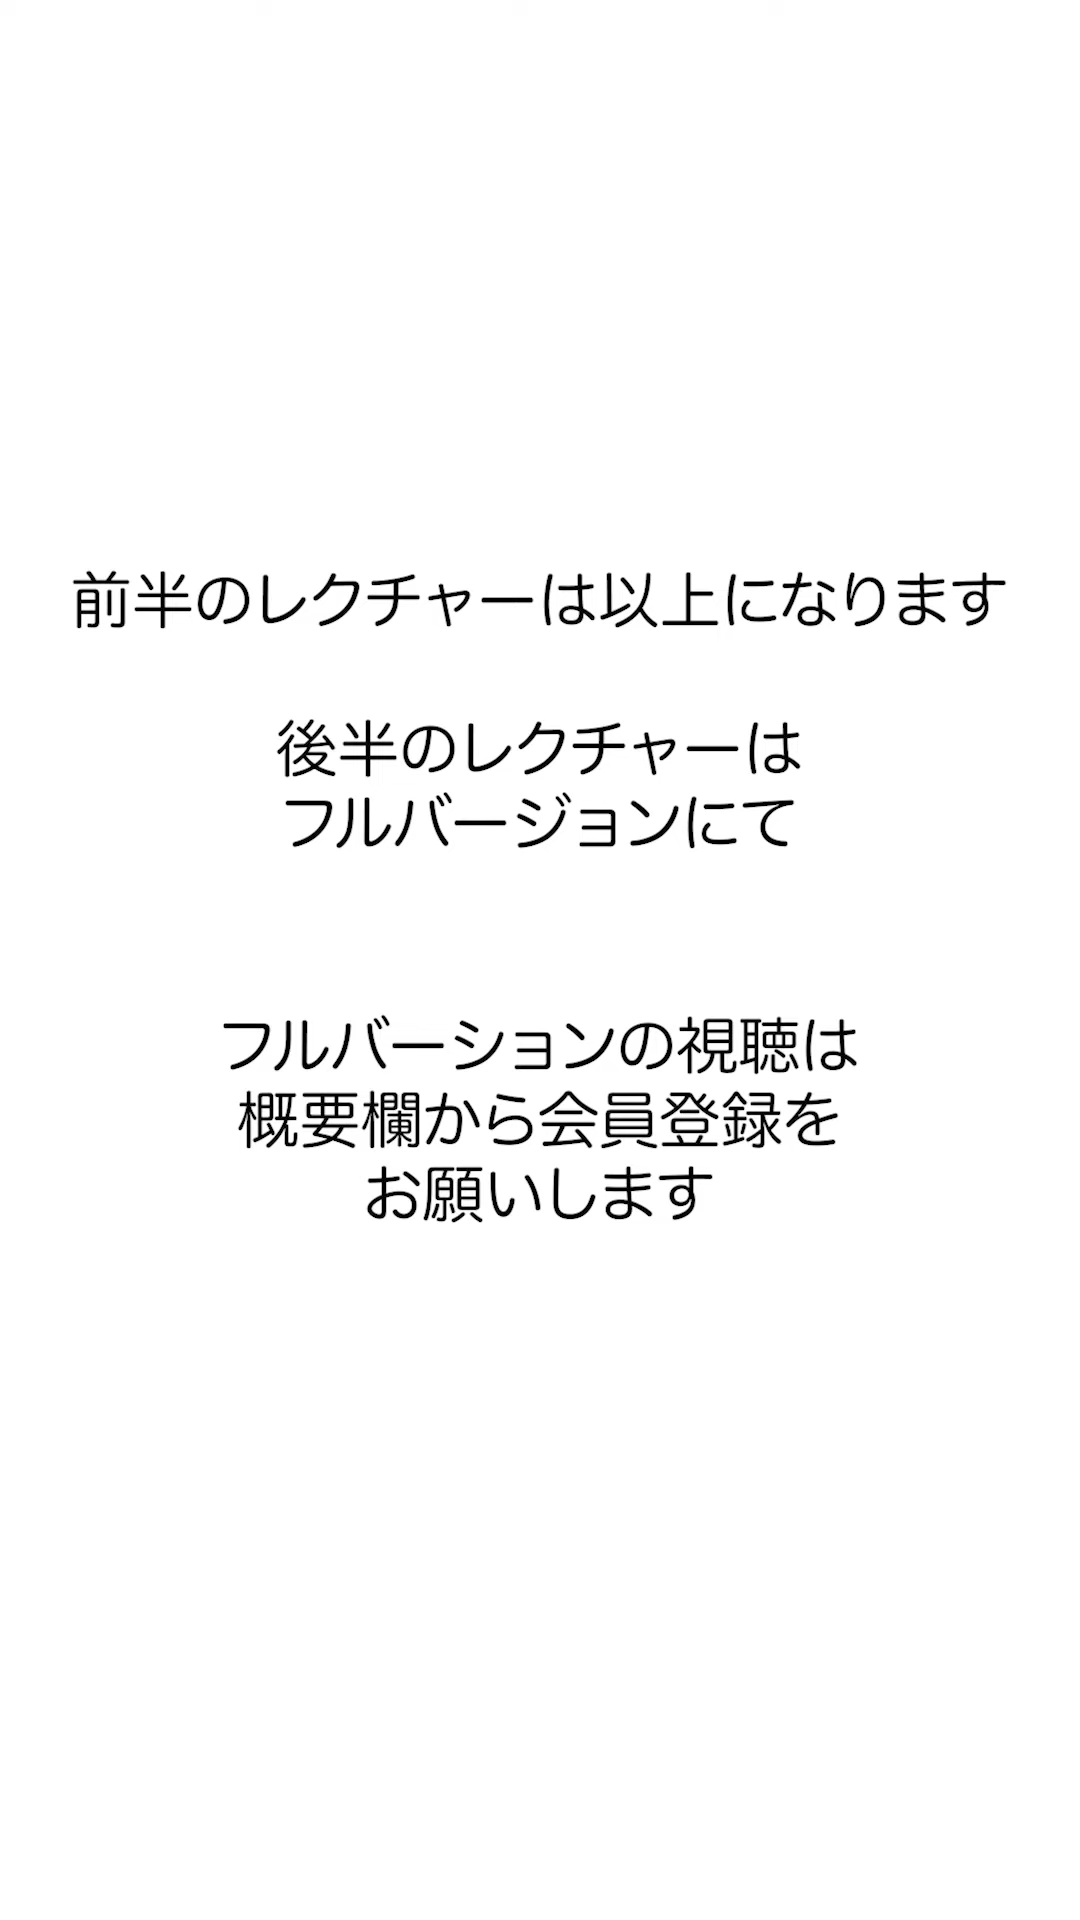 前半のレクチャーは以上になります
後半のレクチャーは
フルバージョンにて
フルバーションの視聴は
概要欄から会員登録を
お願いします